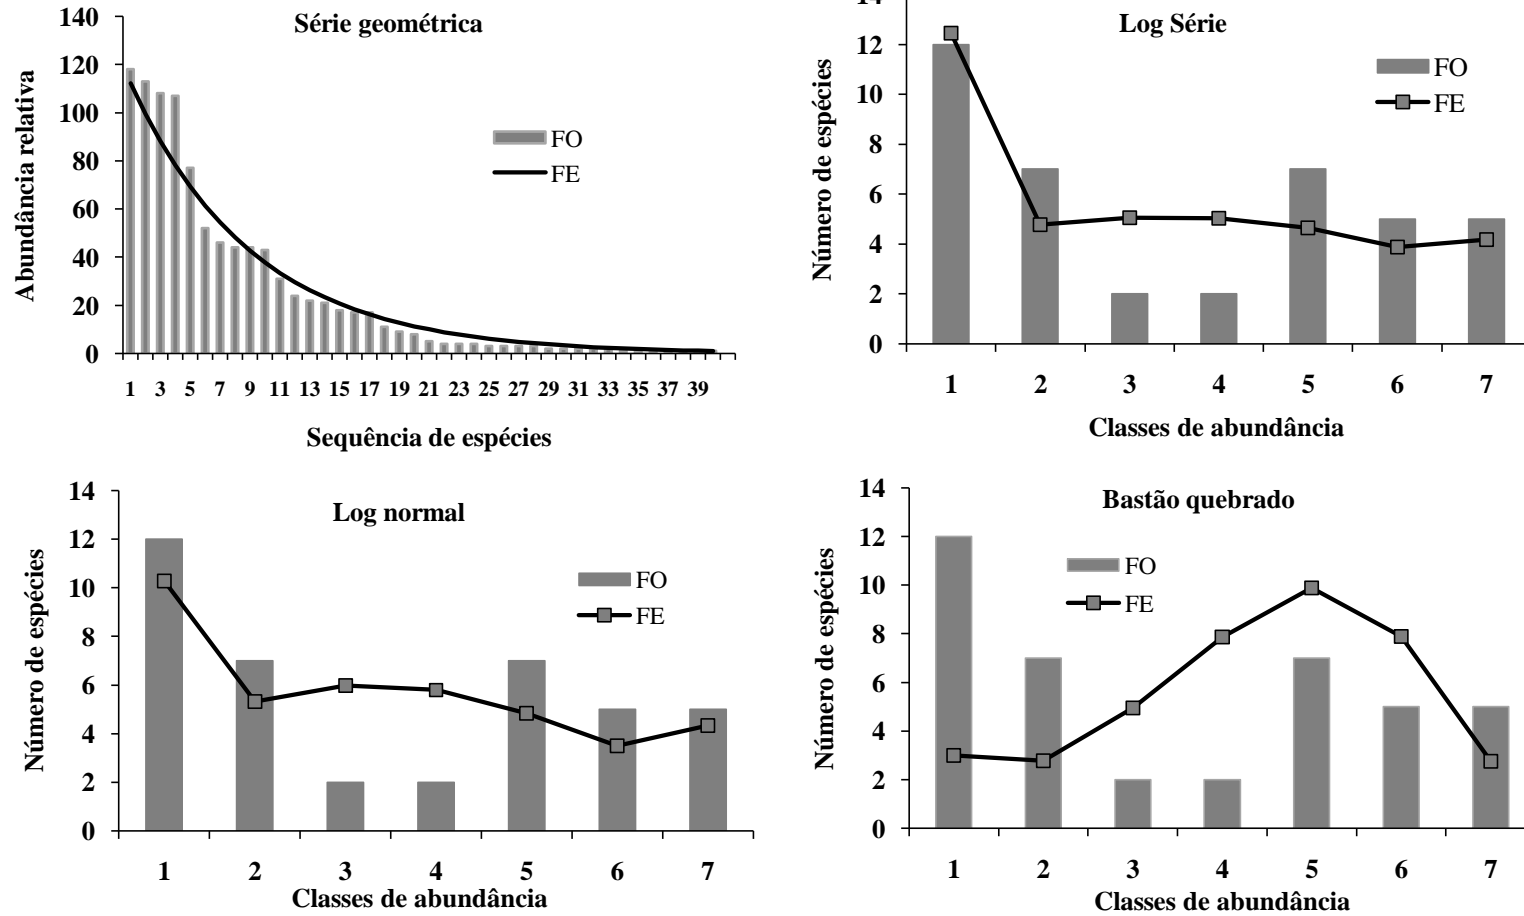 Série geométrica
Abundância relativa
140
120
100
80
60
40
20
0
FO
FE
1 3 5 7 9 11 13 15 17 19 21 23 25 27 29 31 33 35 37 39
Sequência de espécies
Log Série
Número de espécies
14
12
10
8
6
4
2
0
FO
FE
1 2 3 4 5 6 7
Classes de abundância
Log normal
Número de espécies
14
12
10
8
6
4
2
0
FO
FE
1 2 3 4 5 6 7
Classes de abundância
Bastão quebrado
Número de espécies
14
12
10
8
6
4
2
0
FO
FE
1 2 3 4 5 6 7
Classes de abundância